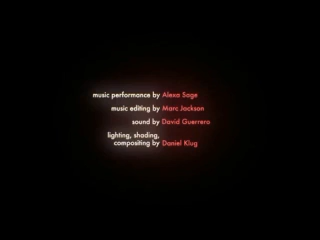 music performance by Alexa Sage
music editing by Marc Jackson
sound by David Guerrero
lighting, shading,
compositing by Daniel Klug